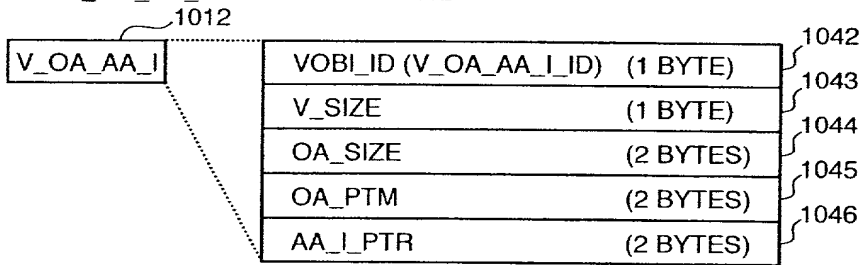 1012
V_OA_AA_I
VOBI_ID (V_OA_AA_I_ID) (1 BYTE) 1042
V_SIZE (1 BYTE) 1043
OA_SIZE (2 BYTES) 1044
OA_PTM (2 BYTES) 1045
AA_I_PTR (2 BYTES) 1046